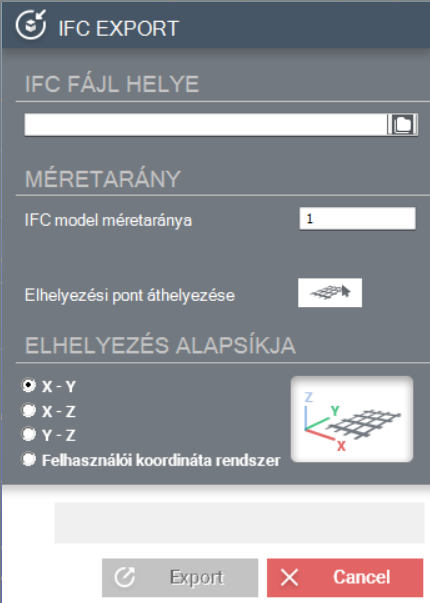 IFC EXPORT
IFC FÁJL HELYE
MÉRETARÁNY
IFC model méretaránya 1
Elhelyezési pont áthelyezése
ELHELYEZÉS ALAPSÍKJA
X - Y
X - Z
Y - Z
Felhasználói koordináta rendszer
Z
Y
X
Export Cancel